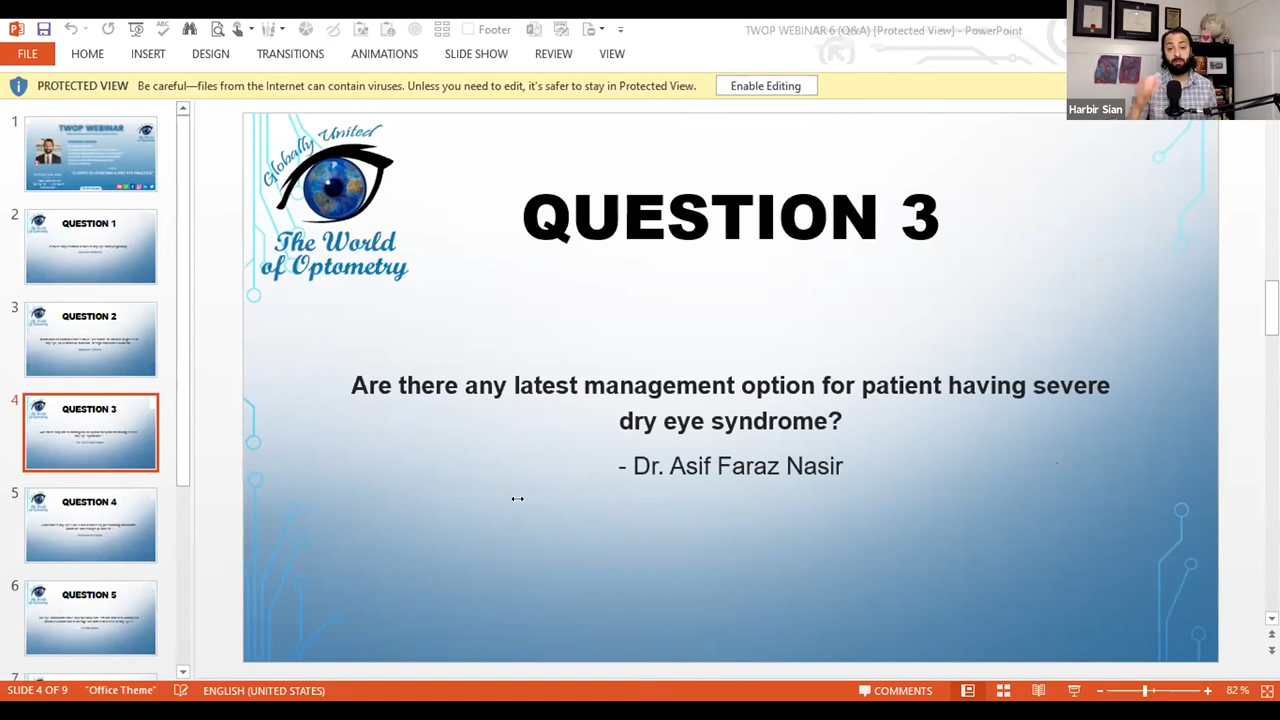 Footer
TWOP WEBINAR 6 (Q&A) [Protected View] - PowerPoint
FILE
HOME
INSERT
DESIGN
TRANSITIONS
ANIMATIONS
SLIDE SHOW
REVIEW
VIEW
PROTECTED VIEW Be careful—files from the Internet can contain viruses. Unless you need to edit, it's safer to stay in Protected View.
Enable Editing
Harbir Sian
1
TWOP WEBINAR
2
QUESTION 1
3
QUESTION 2
4
QUESTION 3
5
QUESTION 4
6
QUESTION 5
7
Globally United
The World
of Optometry
QUESTION 3
Are there any latest management option for patient having severe
dry eye syndrome?
- Dr. Asif Faraz Nasir
SLIDE 4 OF 9
"Office Theme"
ENGLISH (UNITED STATES)
COMMENTS
82 %